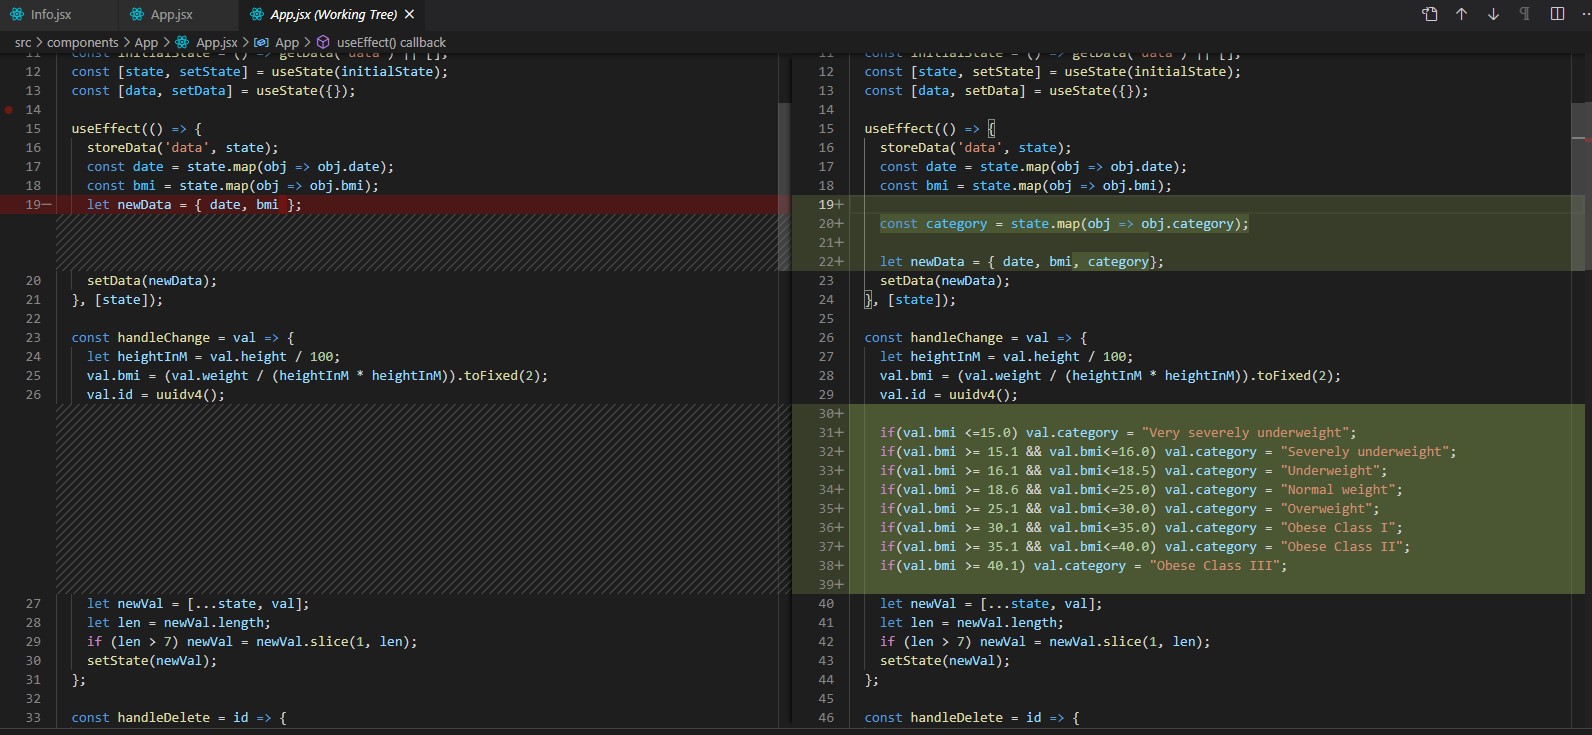 Info.jsx App.jsx App.jsx (Working Tree)
src > components > App > App.jsx > App > useEffect() callback
11 const initialState = () => getData('data') || [];
12 const [state, setState] = useState(initialState);
13 const [data, setData] = useState({});
14
15 useEffect(() => {
16 storeData('data', state);
17 const date = state.map(obj => obj.date);
18 const bmi = state.map(obj => obj.bmi);
19— let newData = { date, bmi };
20 setData(newData);
21 }, [state]);
22
23 const handleChange = val => {
24 let heightInM = val.height / 100;
25 val.bmi = (val.weight / (heightInM * heightInM)).toFixed(2);
26 val.id = uuidv4();
27 let newVal = [...state, val];
28 let len = newVal.length;
29 if (len > 7) newVal = newVal.slice(1, len);
30 setState(newVal);
31 };
32
33 const handleDelete = id => {
11 const initialState = () => getData('data') || [];
12 const [state, setState] = useState(initialState);
13 const [data, setData] = useState({});
14
15 useEffect(() => {
16 storeData('data', state);
17 const date = state.map(obj => obj.date);
18 const bmi = state.map(obj => obj.bmi);
19+
20+ const category = state.map(obj => obj.category);
21+
22+ let newData = { date, bmi, category};
23 setData(newData);
24 }, [state]);
25
26 const handleChange = val => {
27 let heightInM = val.height / 100;
28 val.bmi = (val.weight / (heightInM * heightInM)).toFixed(2);
29 val.id = uuidv4();
30+
31+ if(val.bmi <=15.0) val.category = "Very severely underweight";
32+ if(val.bmi >= 15.1 && val.bmi<=16.0) val.category = "Severely underweight";
33+ if(val.bmi >= 16.1 && val.bmi<=18.5) val.category = "Underweight";
34+ if(val.bmi >= 18.6 && val.bmi<=25.0) val.category = "Normal weight";
35+ if(val.bmi >= 25.1 && val.bmi<=30.0) val.category = "Overweight";
36+ if(val.bmi >= 30.1 && val.bmi<=35.0) val.category = "Obese Class I";
37+ if(val.bmi >= 35.1 && val.bmi<=40.0) val.category = "Obese Class II";
38+ if(val.bmi >= 40.1) val.category = "Obese Class III";
39+
40 let newVal = [...state, val];
41 let len = newVal.length;
42 if (len > 7) newVal = newVal.slice(1, len);
43 setState(newVal);
44 };
45
46 const handleDelete = id => {